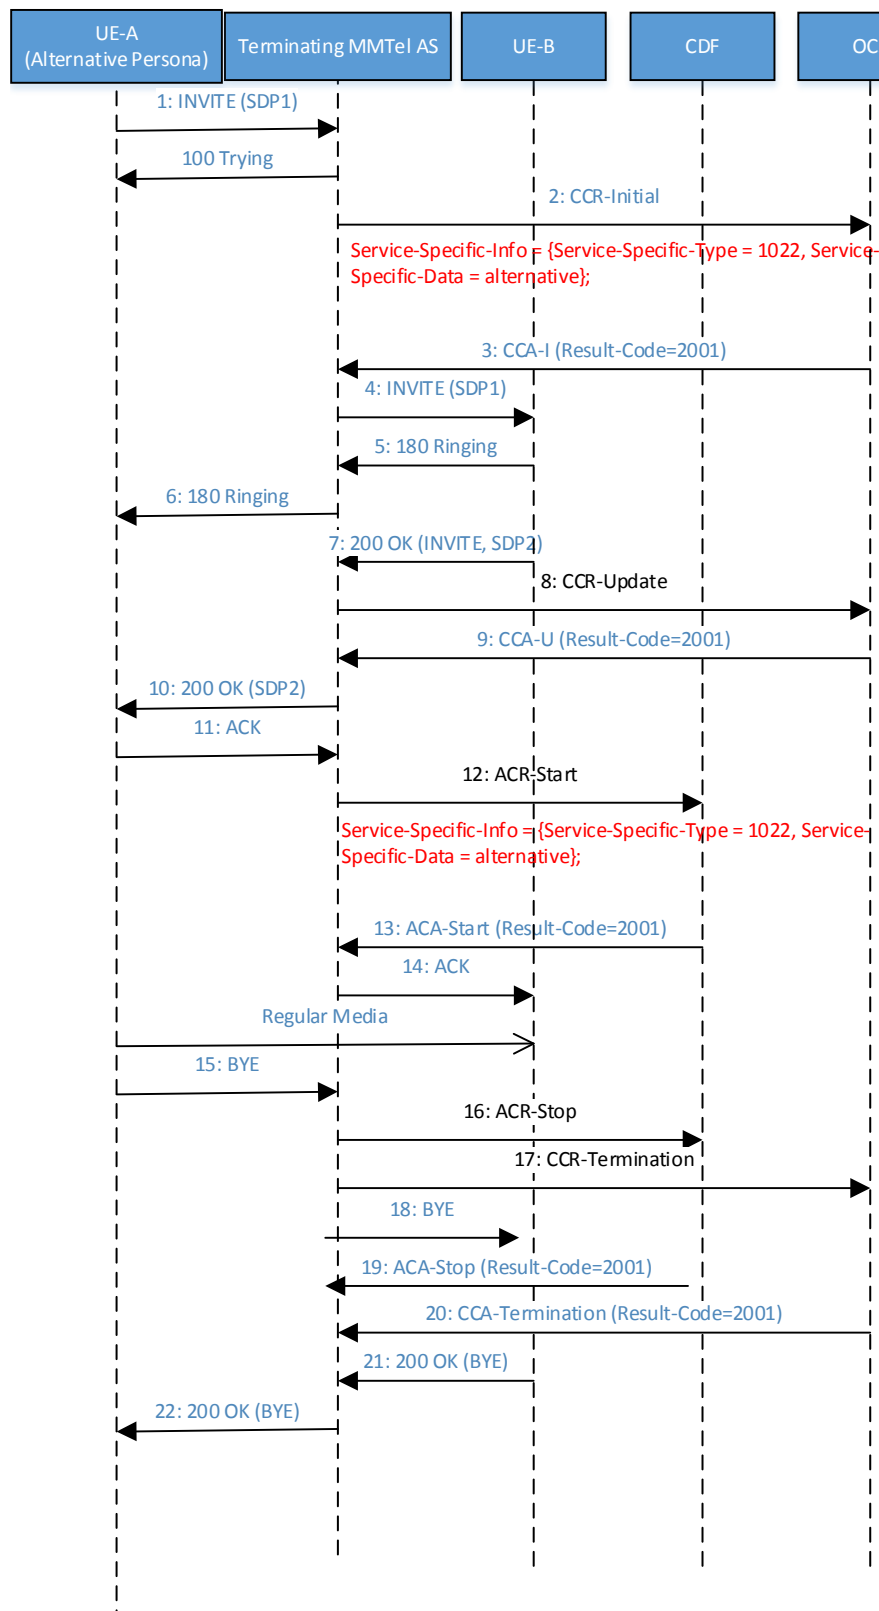 UE-A
(Alternative Persona)
Terminating MMTel AS
UE-B
CDF
OC
1: INVITE (SDP1)
100 Trying
2: CCR-Initial
Service-Specific-Info = {Service-Specific-Type = 1022, Service-
Specific-Data = alternative};
3: CCA-I (Result-Code=2001)
4: INVITE (SDP1)
5: 180 Ringing
6: 180 Ringing
7: 200 OK (INVITE, SDP2)
8: CCR-Update
9: CCA-U (Result-Code=2001)
10: 200 OK (SDP2)
11: ACK
12: ACR-Start
Service-Specific-Info = {Service-Specific-Type = 1022, Service-
Specific-Data = alternative};
13: ACA-Start (Result-Code=2001)
14: ACK
Regular Media
15: BYE
16: ACR-Stop
17: CCR-Termination
18: BYE
19: ACA-Stop (Result-Code=2001)
20: CCA-Termination (Result-Code=2001)
21: 200 OK (BYE)
22: 200 OK (BYE)